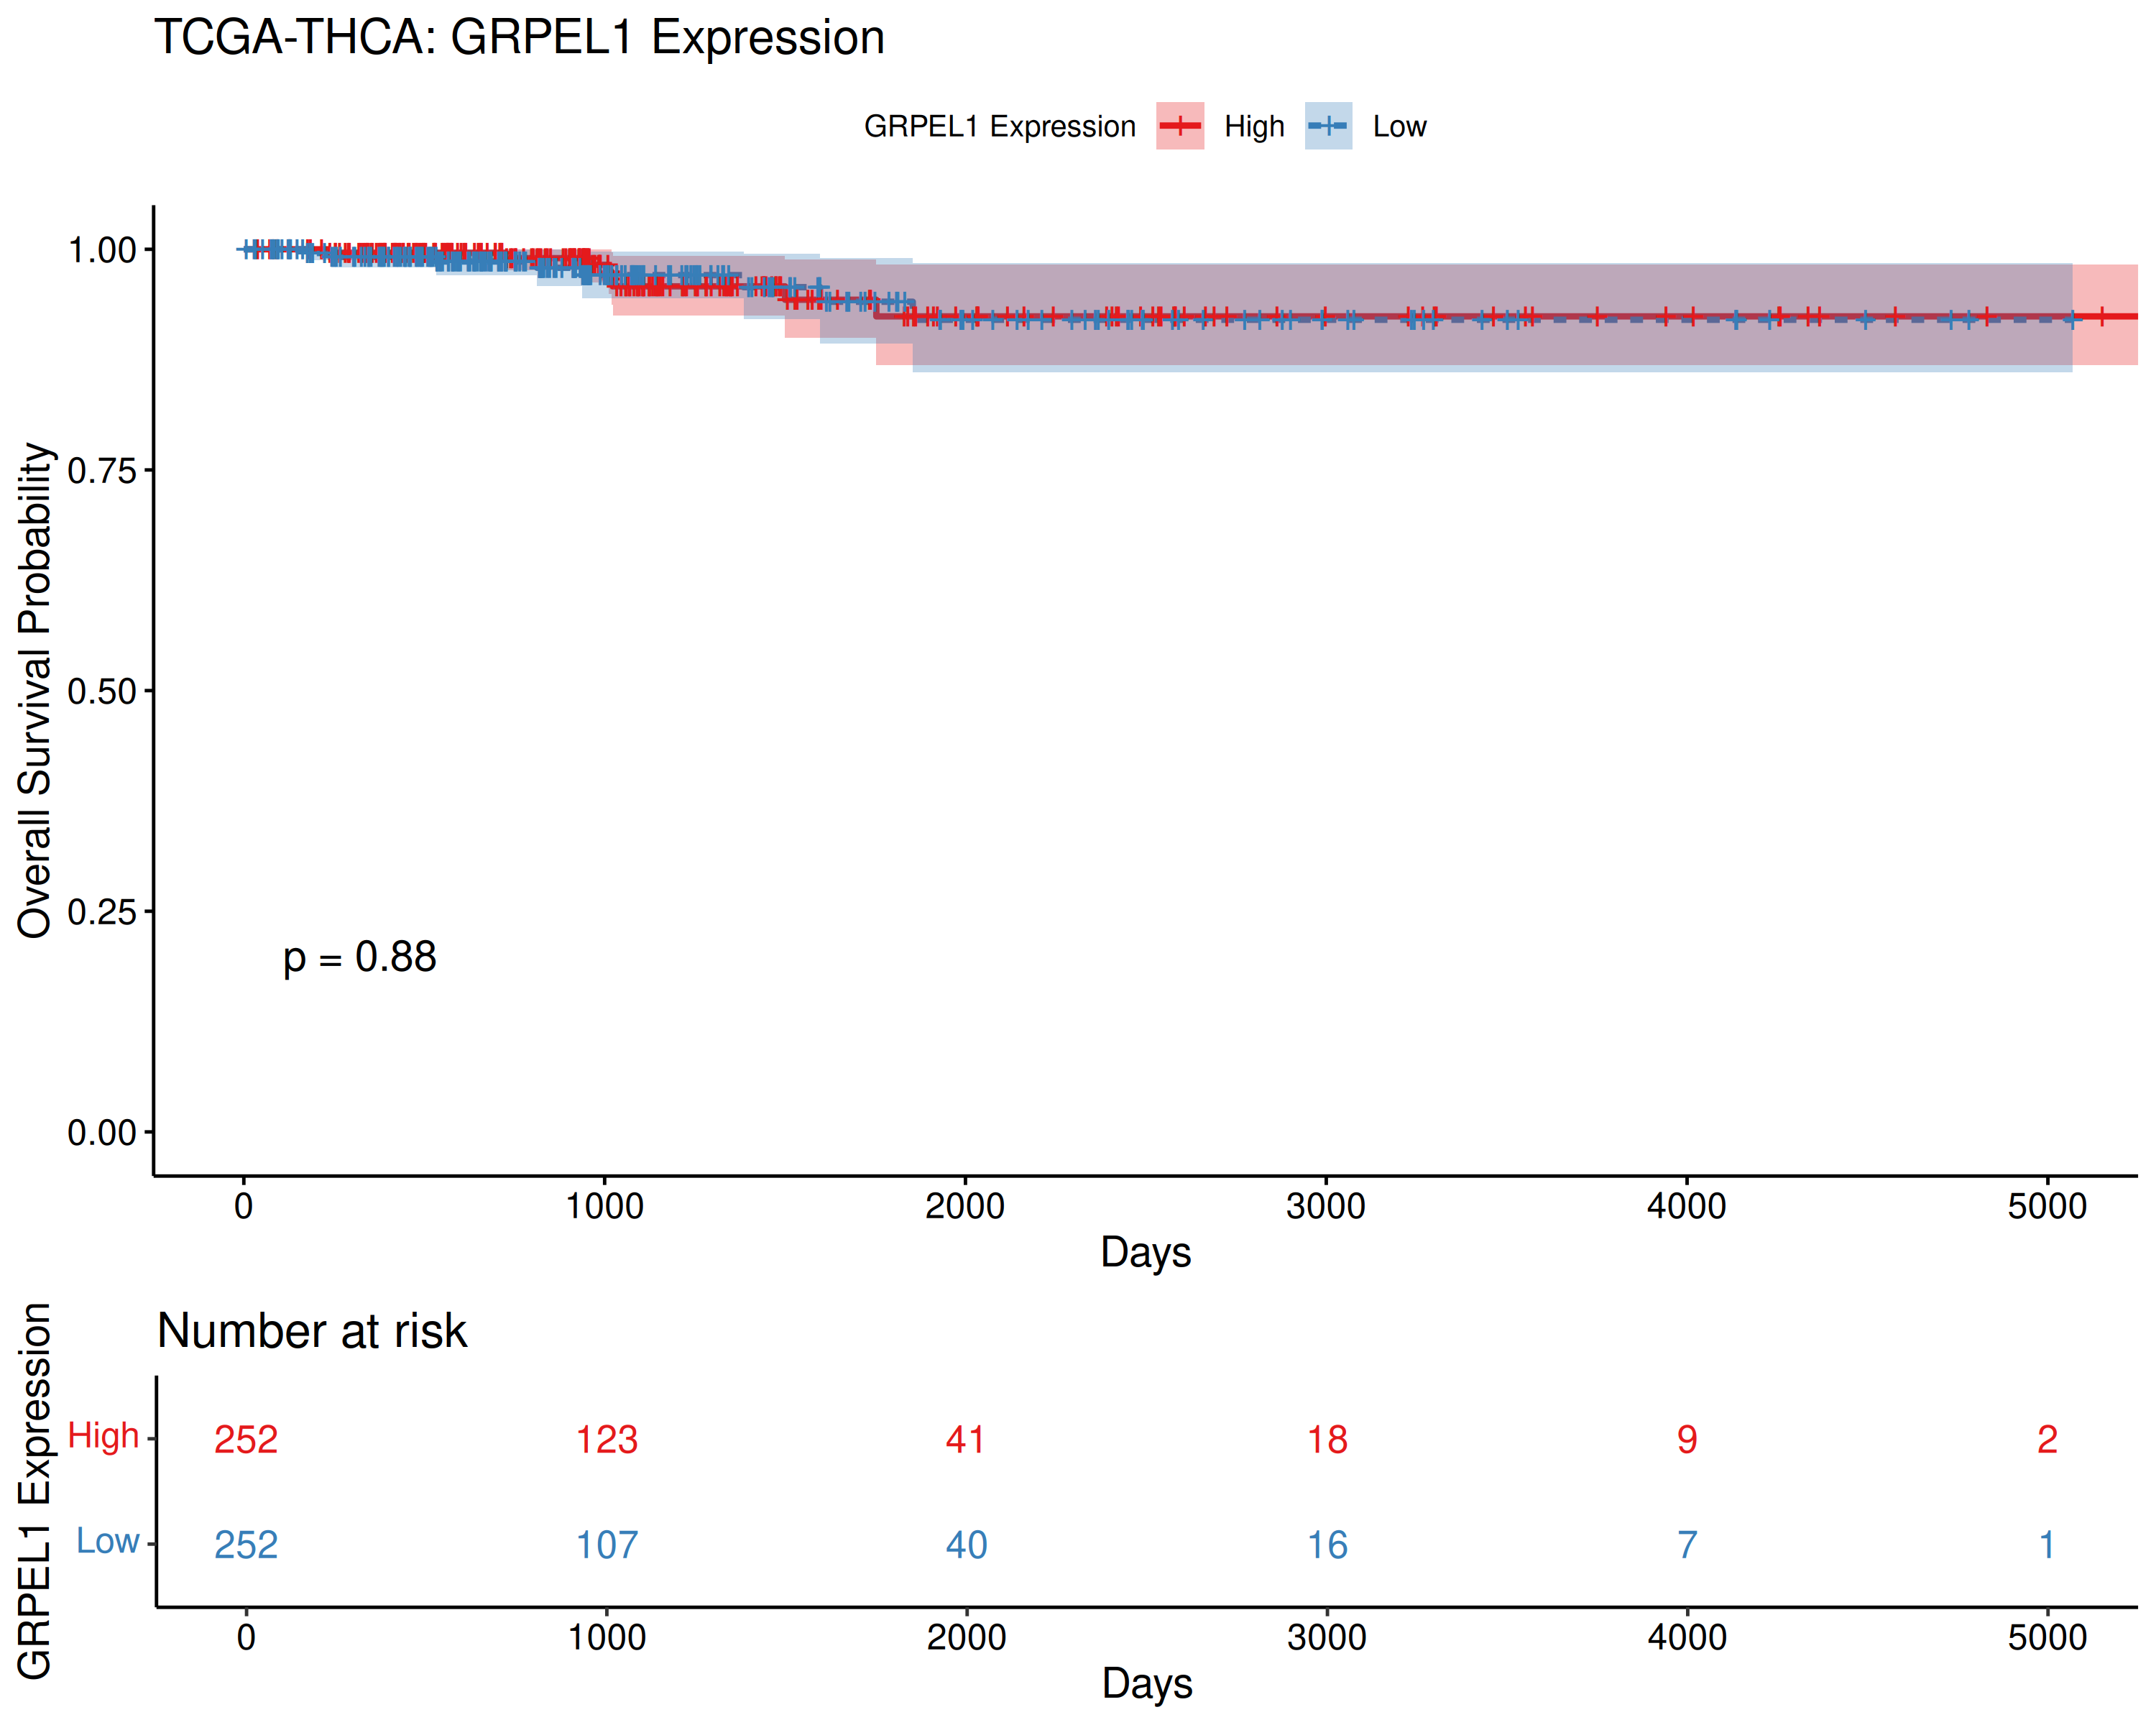 TCGA-THCA: GRPEL1 Expression
GRPEL1 Expression High Low
Overall Survival Probability
1.00
0.75
0.50
0.25
0.00
p = 0.88
0 1000 2000 3000 4000 5000
Days
Number at risk
GRPEL1 Expression
High 252 123 41 18 9 2
Low 252 107 40 16 7 1
0 1000 2000 3000 4000 5000
Days